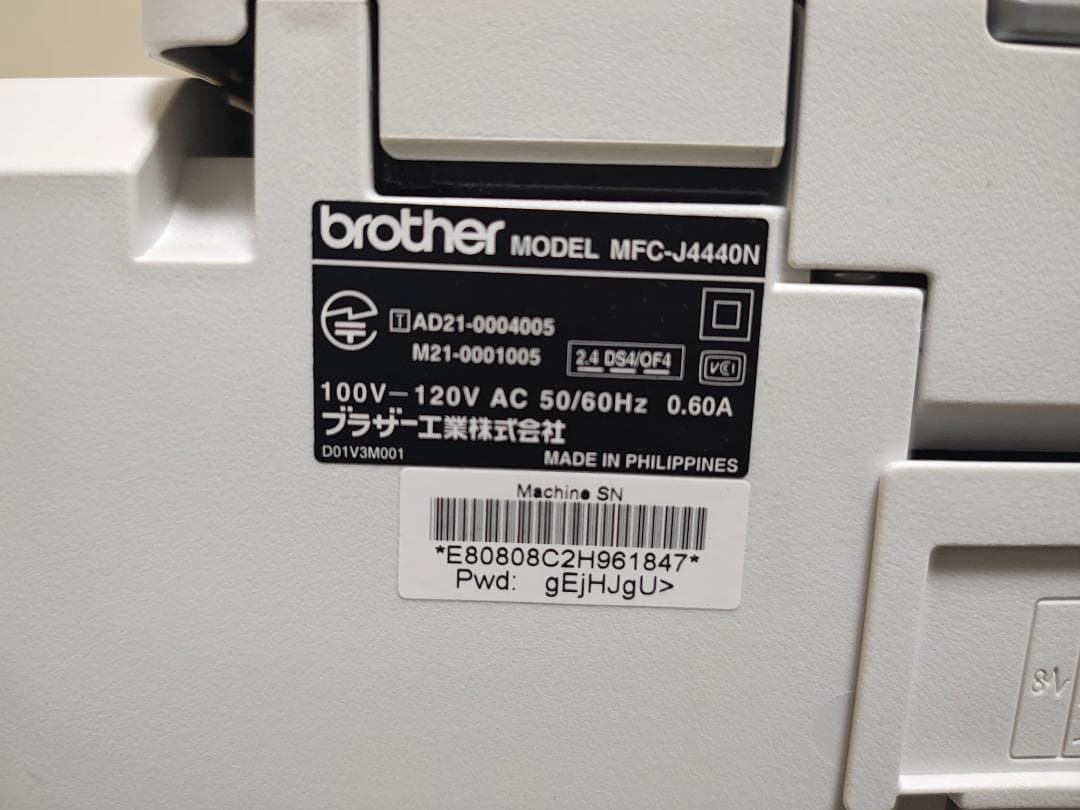 brother MODEL MFC-J4440N
T AD21-0004005
M21-0001005 2.4 DS4/OF4
VCI
100V-120V AC 50/60Hz 0.60A
ブラザー工業株式会社
D01V3M001 MADE IN PHILIPPINES
Machine SN
*E80808C2H961847*
Pwd: gEjHJgU>